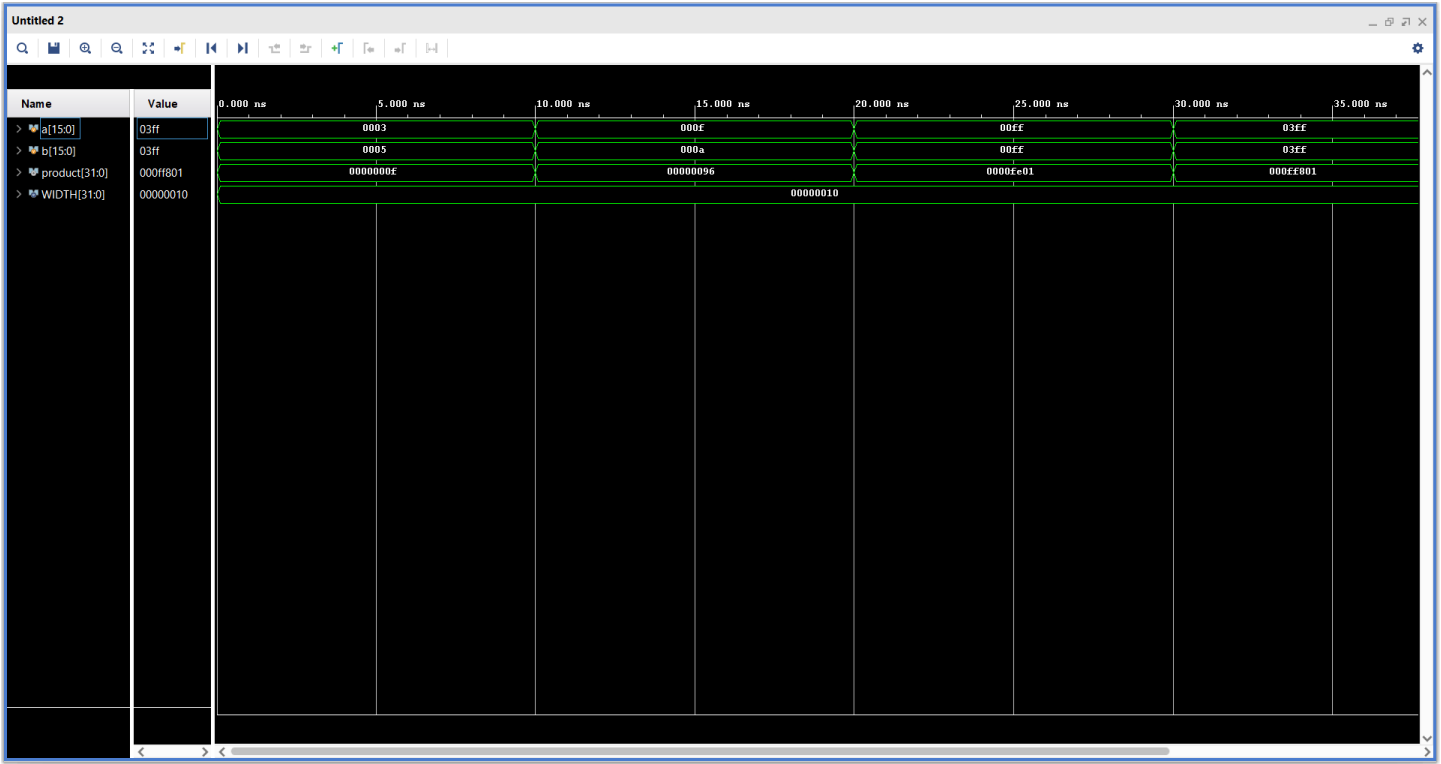 Untitled 2
Name Value
0.000 ns 5.000 ns 10.000 ns 15.000 ns 20.000 ns 25.000 ns 30.000 ns 35.000 ns
a[15:0] 03ff 0003 000f 00ff 03ff
b[15:0] 03ff 0005 000a 00ff 03ff
product[31:0] 000ff801 0000000f 00000096 0000fe01 000ff801
WIDTH[31:0] 00000010 00000010